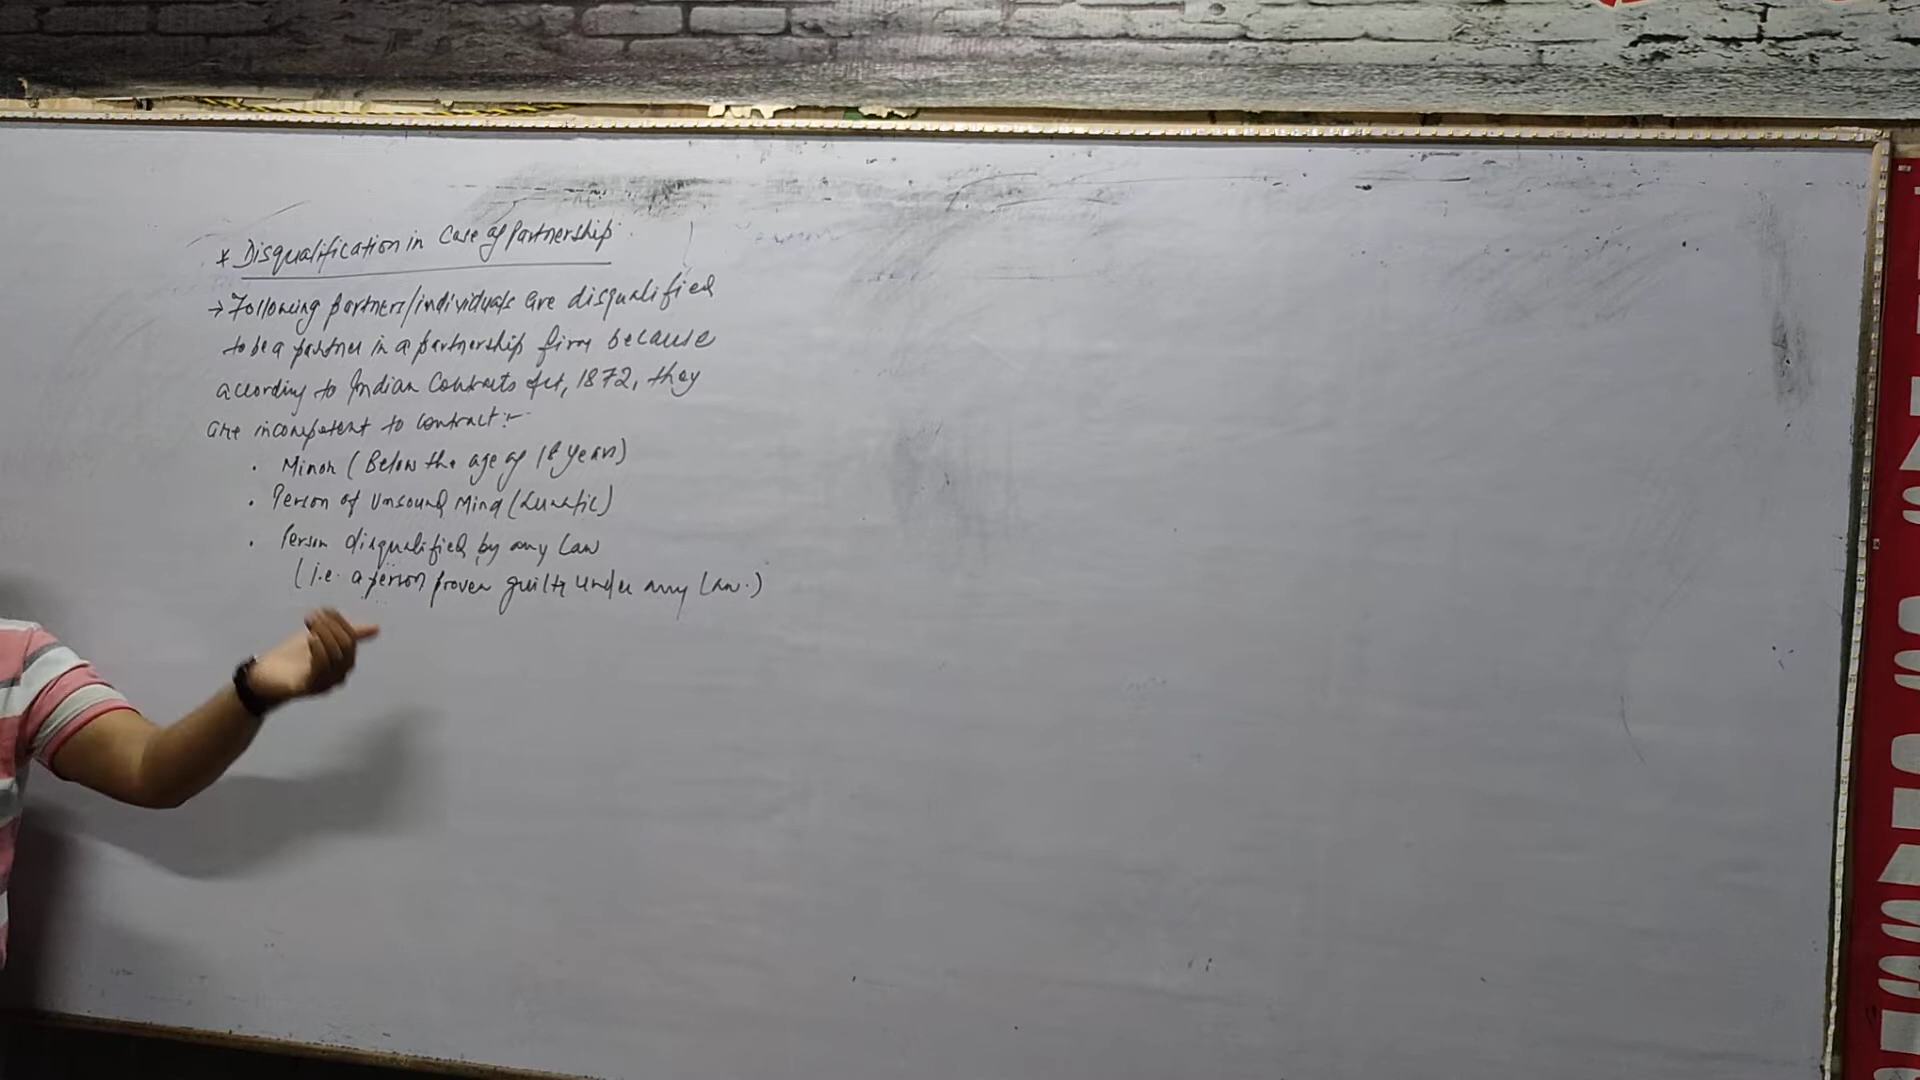 * Disqualification in Case of Partnership
→ Following partners/individuals are disqualified
to be a partner in a partnership firm because
according to Indian Contracts Act, 1872, they
are incompetent to contract:-
• Minor (Below the age of 18 years)
• Person of Unsound Mind (Lunatic)
• Person disqualified by any Law
(i.e. a person proven guilty under any Law.)